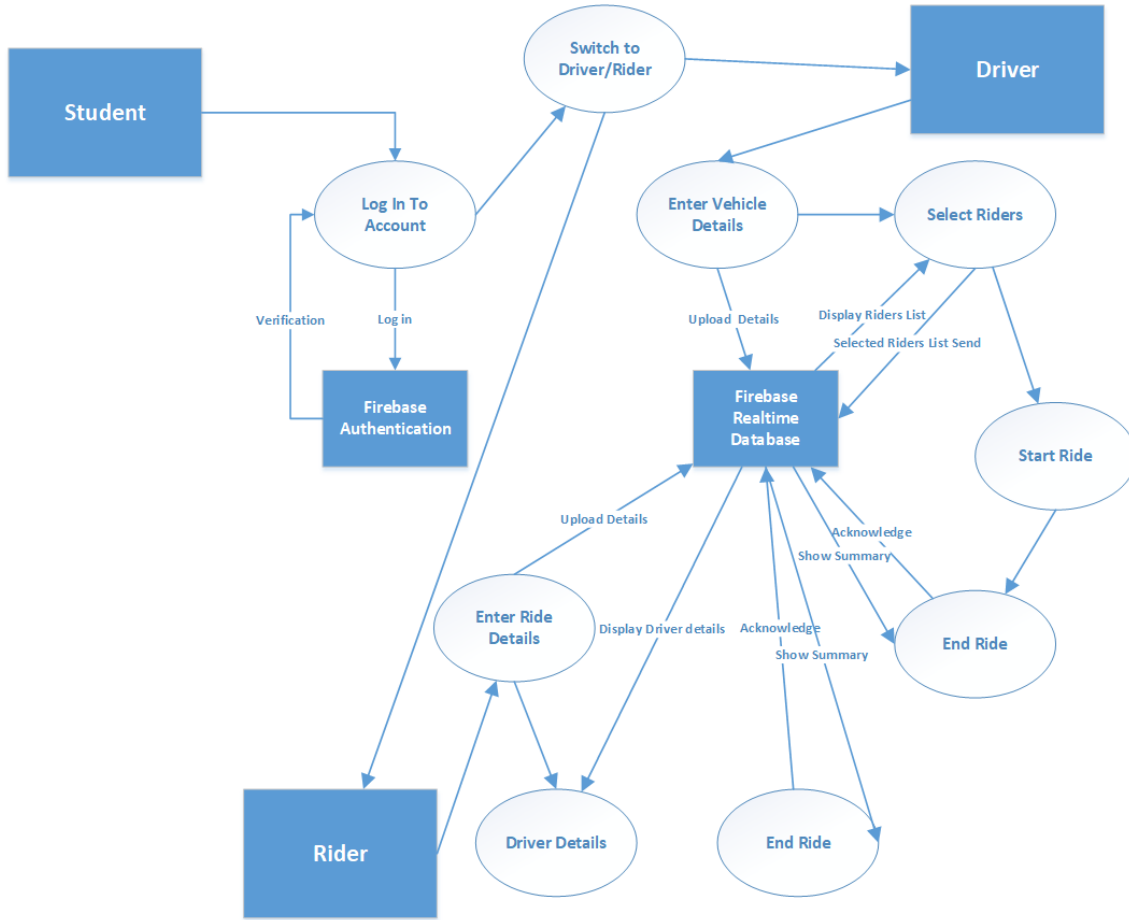 Switch to
Driver/Rider
Driver
Student
Log In To
Account
Enter Vehicle
Details
Select Riders
Verification
Log in
Upload  Details
Display Riders List
Selected Riders List Send
Firebase
Authentication
Firebase
Realtime
Database
Start Ride
Upload Details
Acknowledge
Show Summary
Enter Ride
Details
Display Driver details
Acknowledge
Show Summary
End Ride
Rider
Driver Details
End Ride